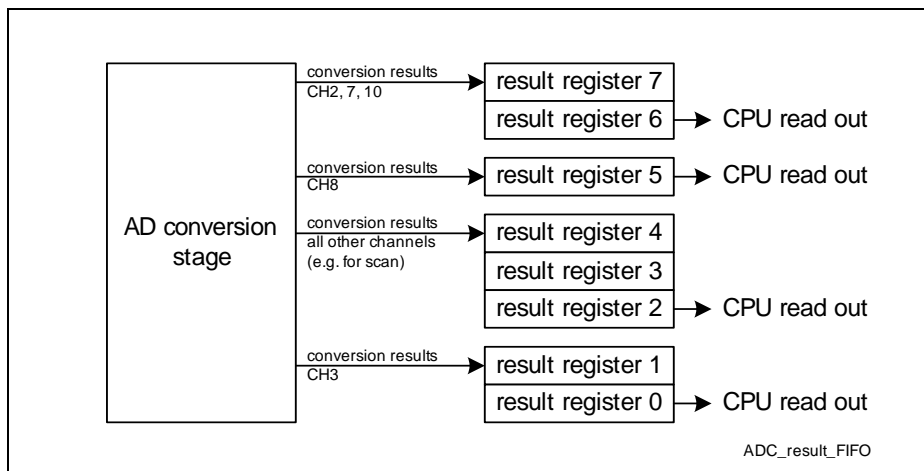 conversion results
CH2, 7, 10
result register 7
result register 6
CPU read out
conversion results
CH8
result register 5
CPU read out
AD conversion
stage
conversion results
all other channels
(e.g. for scan)
result register 4
result register 3
result register 2
CPU read out
conversion results
CH3
result register 1
result register 0
CPU read out
ADC_result_FIFO